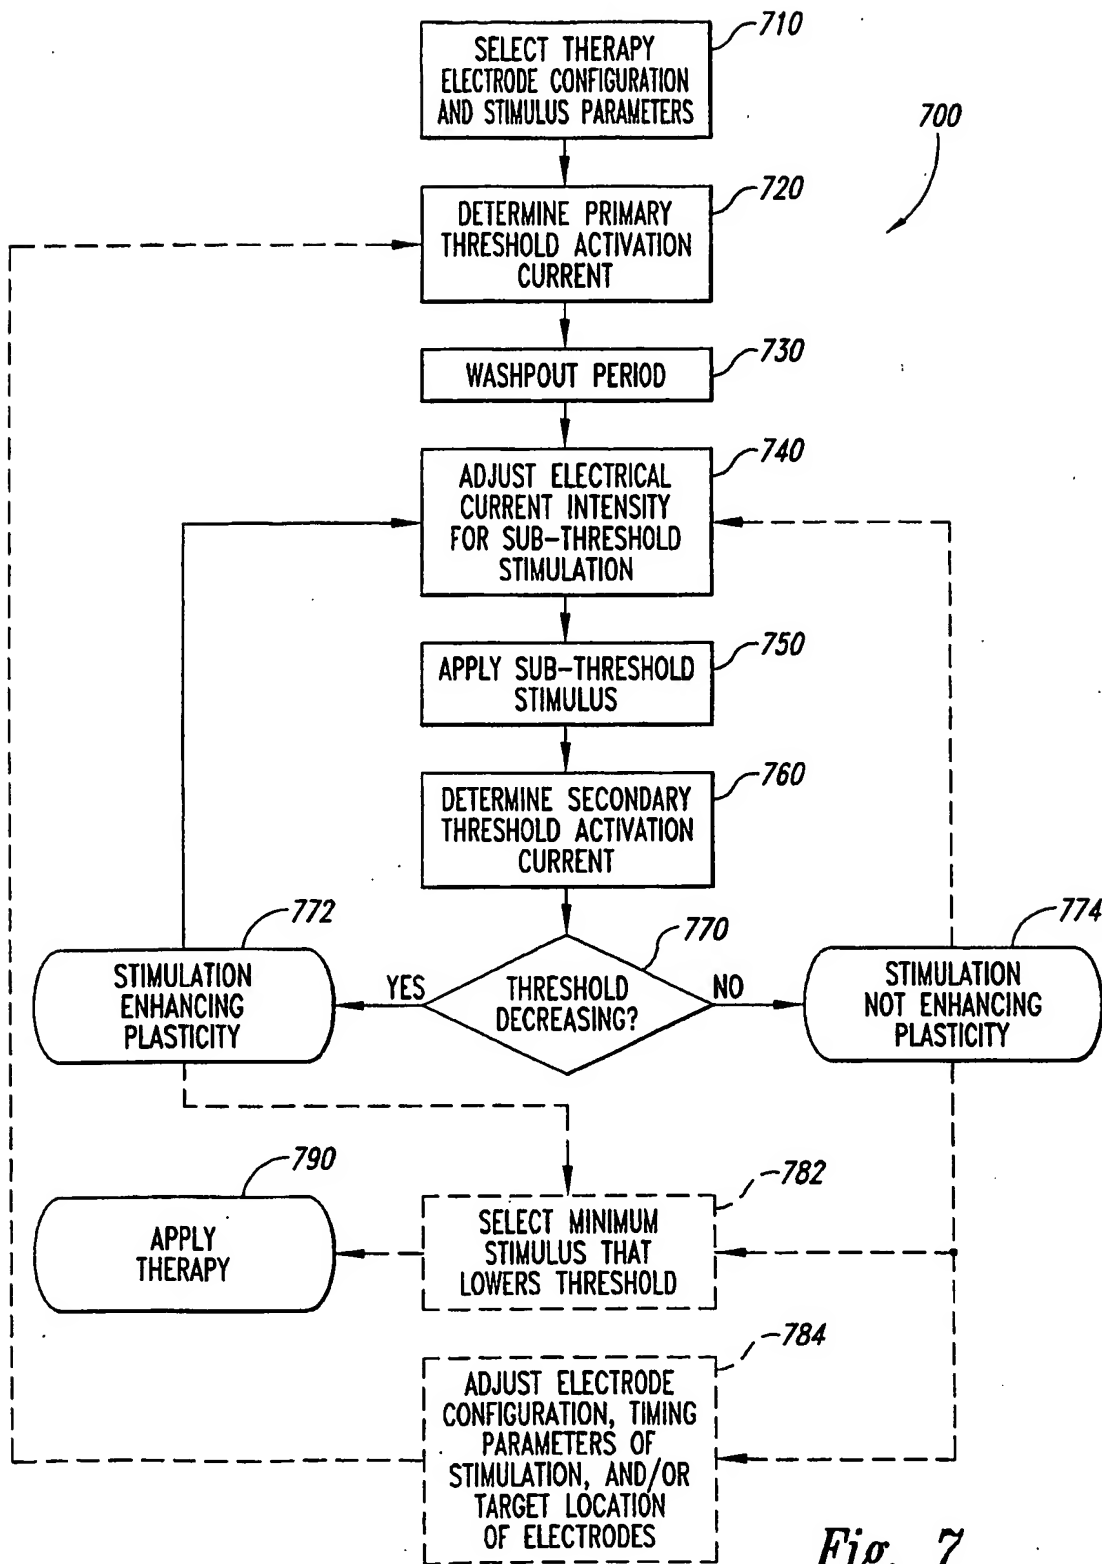 710
SELECT THERAPY
ELECTRODE CONFIGURATION
AND STIMULUS PARAMETERS
700
720
DETERMINE PRIMARY
THRESHOLD ACTIVATION
CURRENT
730
WASHPOUT PERIOD
740
ADJUST ELECTRICAL
CURRENT INTENSITY
FOR SUB-THRESHOLD
STIMULATION
750
APPLY SUB-THRESHOLD
STIMULUS
760
DETERMINE SECONDARY
THRESHOLD ACTIVATION
CURRENT
772
STIMULATION
ENHANCING
PLASTICITY
YES
770
THRESHOLD
DECREASING?
NO
774
STIMULATION
NOT ENHANCING
PLASTICITY
790
APPLY
THERAPY
782
SELECT MINIMUM
STIMULUS THAT
LOWERS THRESHOLD
784
ADJUST ELECTRODE
CONFIGURATION, TIMING
PARAMETERS OF
STIMULATION, AND/OR
TARGET LOCATION
OF ELECTRODES
Fig. 7